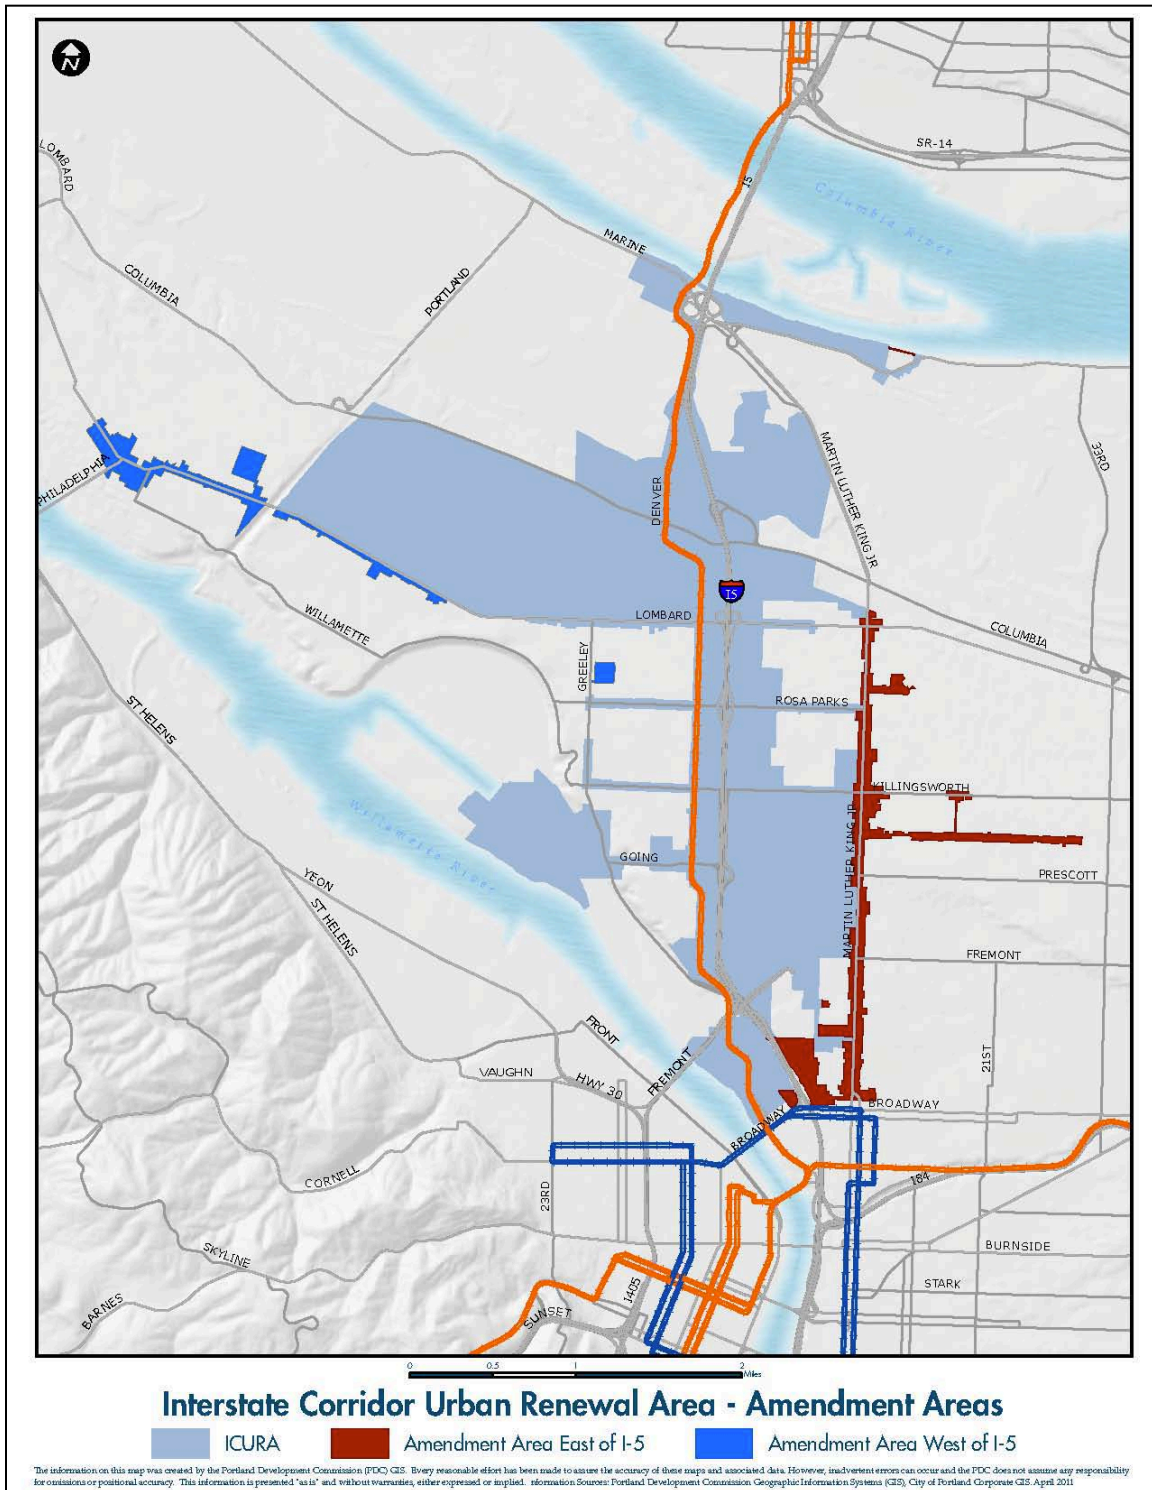 N
SR-14
15
Columbia River
LOMBARD
MARINE
COLUMBIA
PORTLAND
MARTIN LUTHER KING JR
33RD
DENVER
PHILADELPHIA
I5
WILLAMETTE
LOMBARD
COLUMBIA
GREELEY
ROSA PARKS
ST HELENS
KILLINGSWORTH
Willamette River
MARTIN LUTHER KING JR
GOING
PRESCOTT
YEON
ST HELENS
FREMONT
FRONT
21ST
VAUGHN
HWY 30
FREMONT
BROADWAY
BROADWAY
CORNELL
23RD
I84
SKYLINE
BURNSIDE
STARK
I405
BARNES
SUNSET
0 0.5 1 2
Miles
Interstate Corridor Urban Renewal Area - Amendment Areas
ICURA Amendment Area East of I-5 Amendment Area West of I-5
The information on this map was created by the Portland Development Commission (PDC) GIS. Every reasonable effort has been made to assure the accuracy of these maps and associated data. However, inadvertent errors can occur and the PDC does not assume any responsibility
for omissions or positional accuracy. This information is presented "as is" and without warranties, either expressed or implied. nformation Sources: Portland Development Commission Geographic Information Systems (GIS), City of Portland Corporate GIS. April 2011